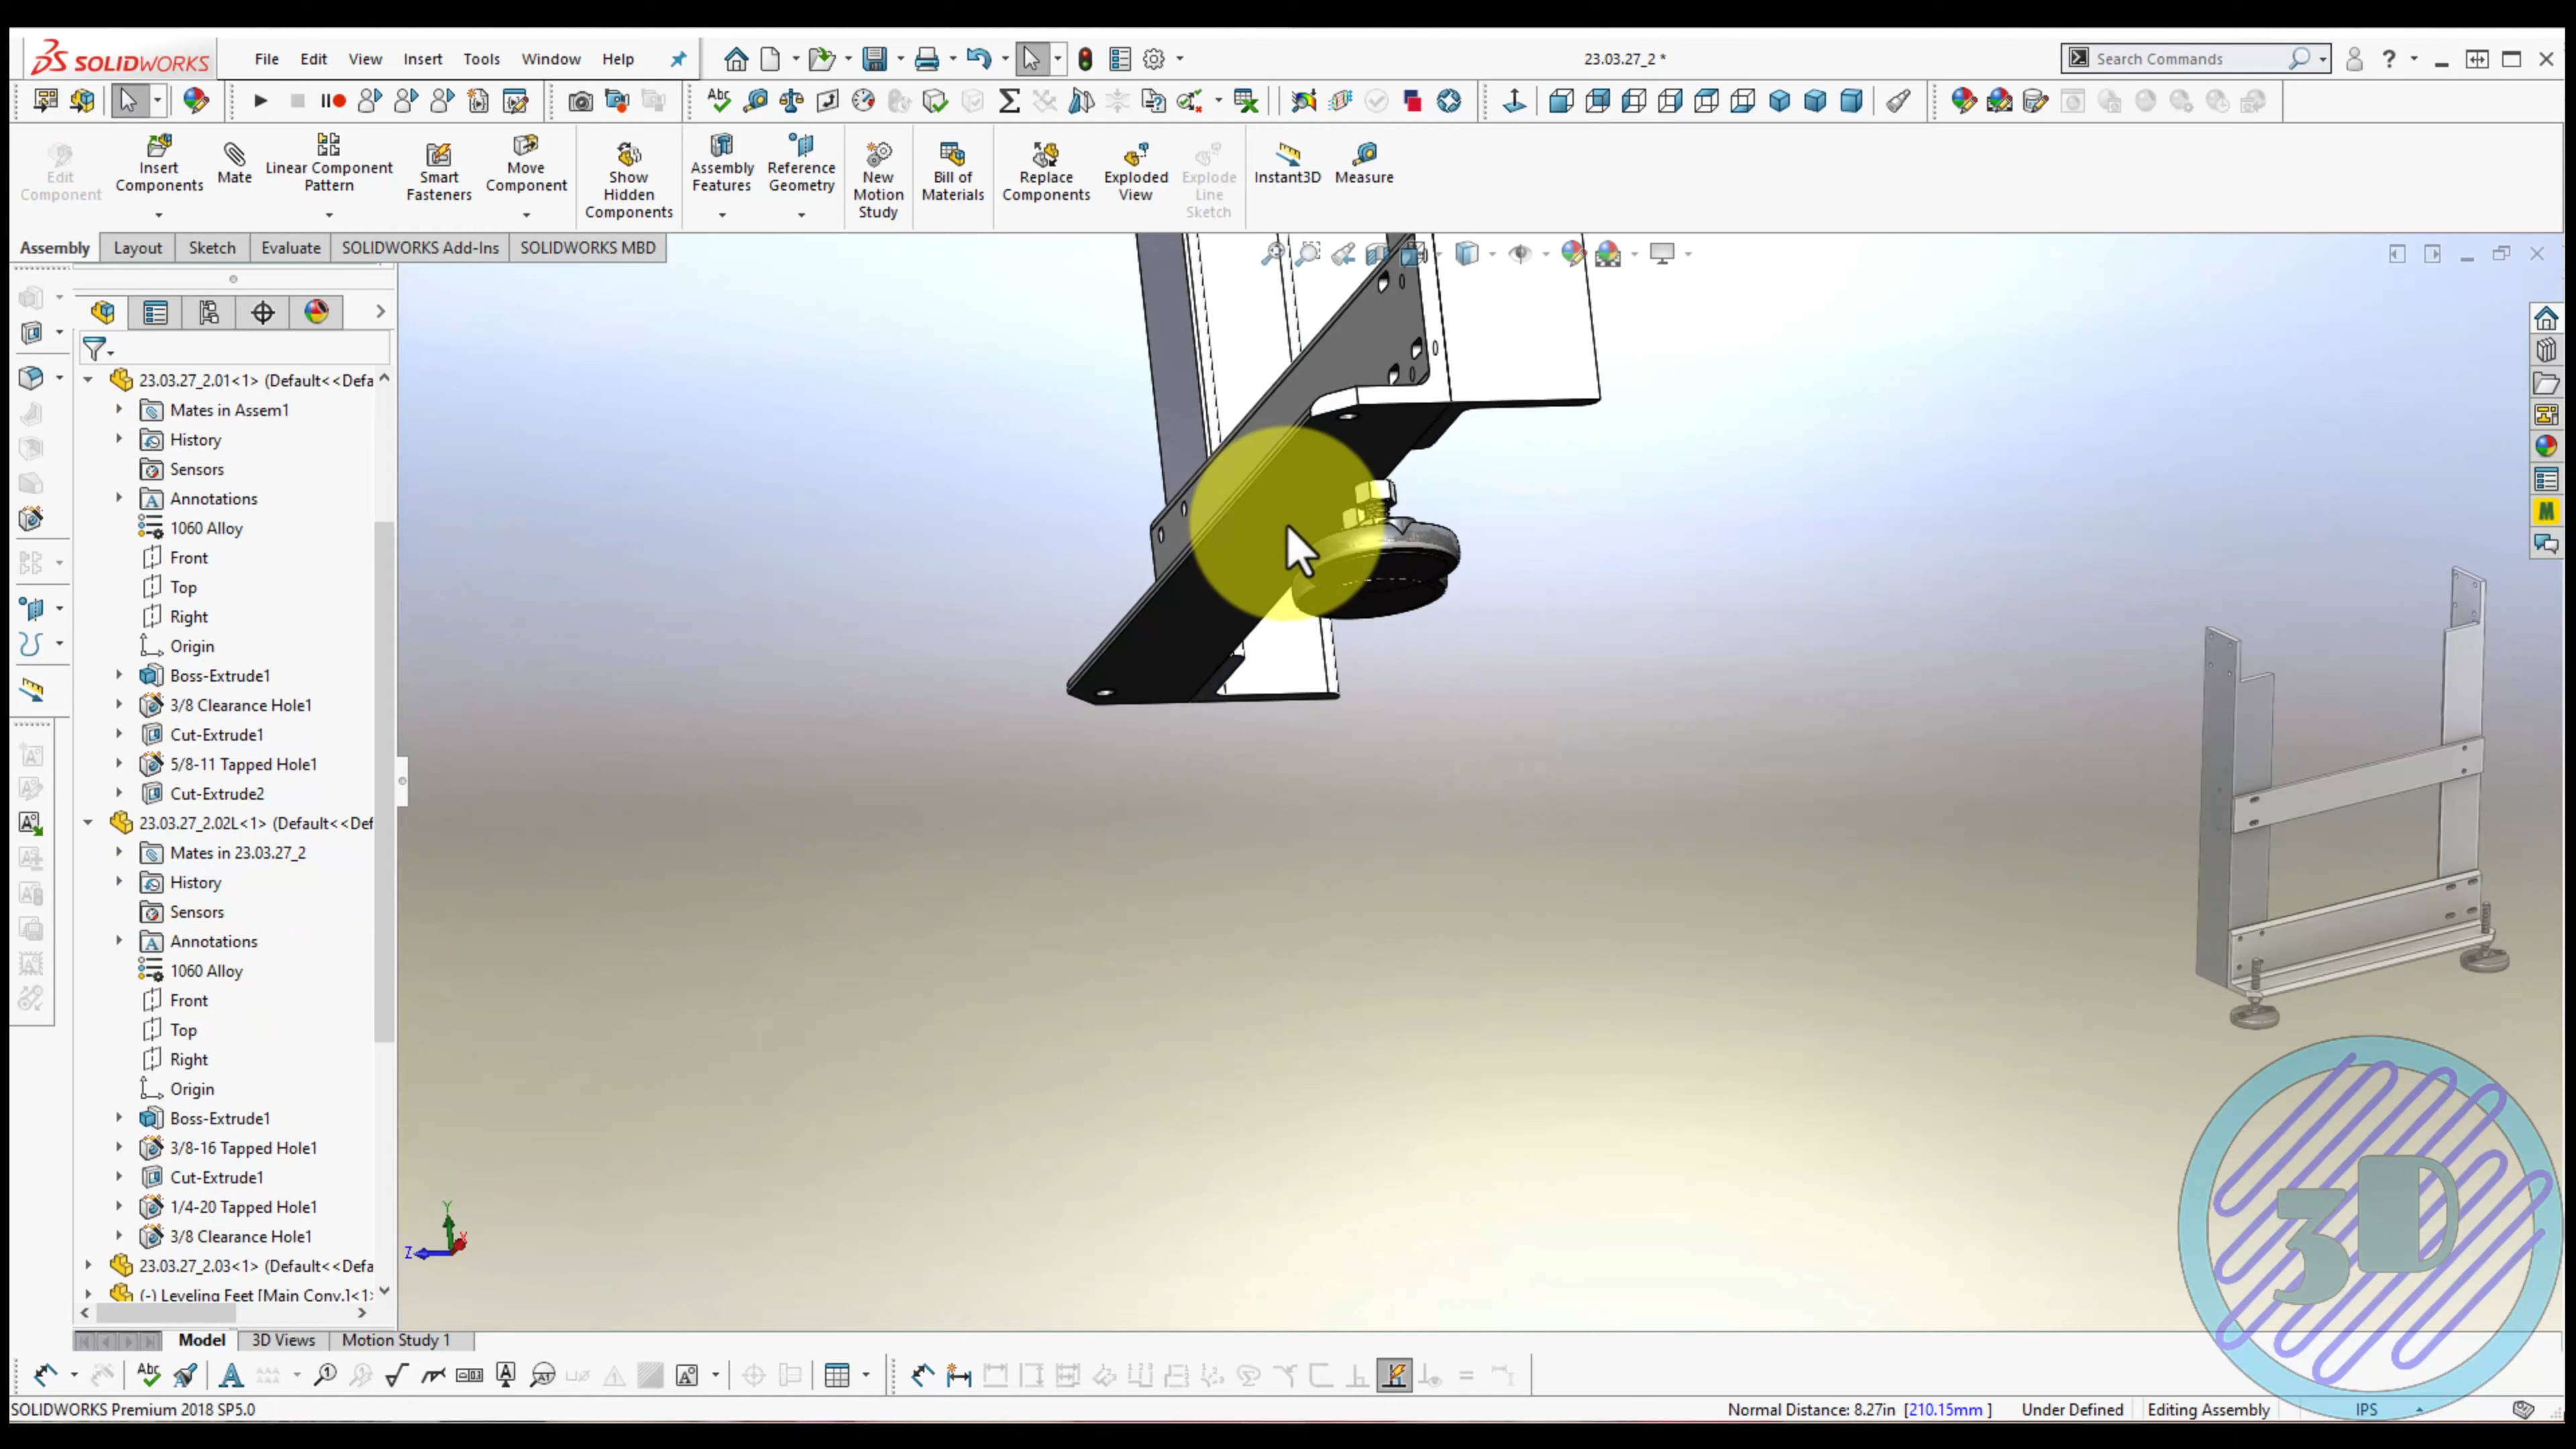 SOLIDWORKS
File Edit View Insert Tools Window Help
23.03.27_2 *
Search Commands
Edit Component
Insert Components
Mate
Linear Component Pattern
Smart Fasteners
Move Component
Show Hidden Components
Assembly Features
Reference Geometry
New Motion Study
Bill of Materials
Replace Components
Exploded View
Explode Line Sketch
Instant3D
Measure
Assembly Layout Sketch Evaluate SOLIDWORKS Add-Ins SOLIDWORKS MBD
23.03.27_2.01<1> (Default<<Defa
Mates in Assem1
History
Sensors
Annotations
1060 Alloy
Front
Top
Right
Origin
Boss-Extrude1
3/8 Clearance Hole1
Cut-Extrude1
5/8-11 Tapped Hole1
Cut-Extrude2
23.03.27_2.02L<1> (Default<<Def
Mates in 23.03.27_2
History
Sensors
Annotations
1060 Alloy
Front
Top
Right
Origin
Boss-Extrude1
3/8-16 Tapped Hole1
Cut-Extrude1
1/4-20 Tapped Hole1
3/8 Clearance Hole1
23.03.27_2.03<1> (Default<<Defa
(-) Leveling Feet [Main Conv.]<1>
Y
Z
X
M
3D
Model 3D Views Motion Study 1
SOLIDWORKS Premium 2018 SP5.0
Normal Distance: 8.27in [210.15mm ] Under Defined Editing Assembly IPS